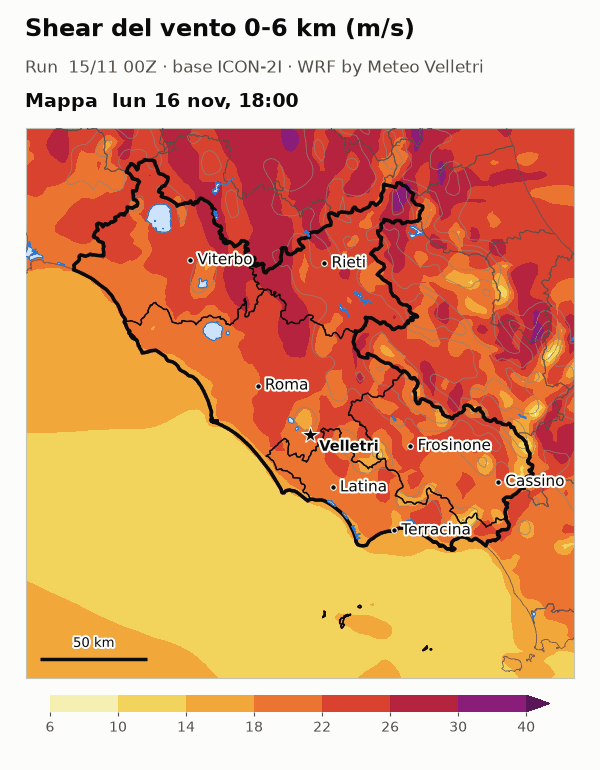 Shear del vento 0-6 km (m/s)
Run  15/11 00Z · base ICON-2I · WRF by Meteo Velletri
Mappa  lun 16 nov, 18:00
Viterbo
Rieti
Roma
Velletri
Frosinone
Cassino
Latina
Terracina
50 km
6 10 14 18 22 26 30 40